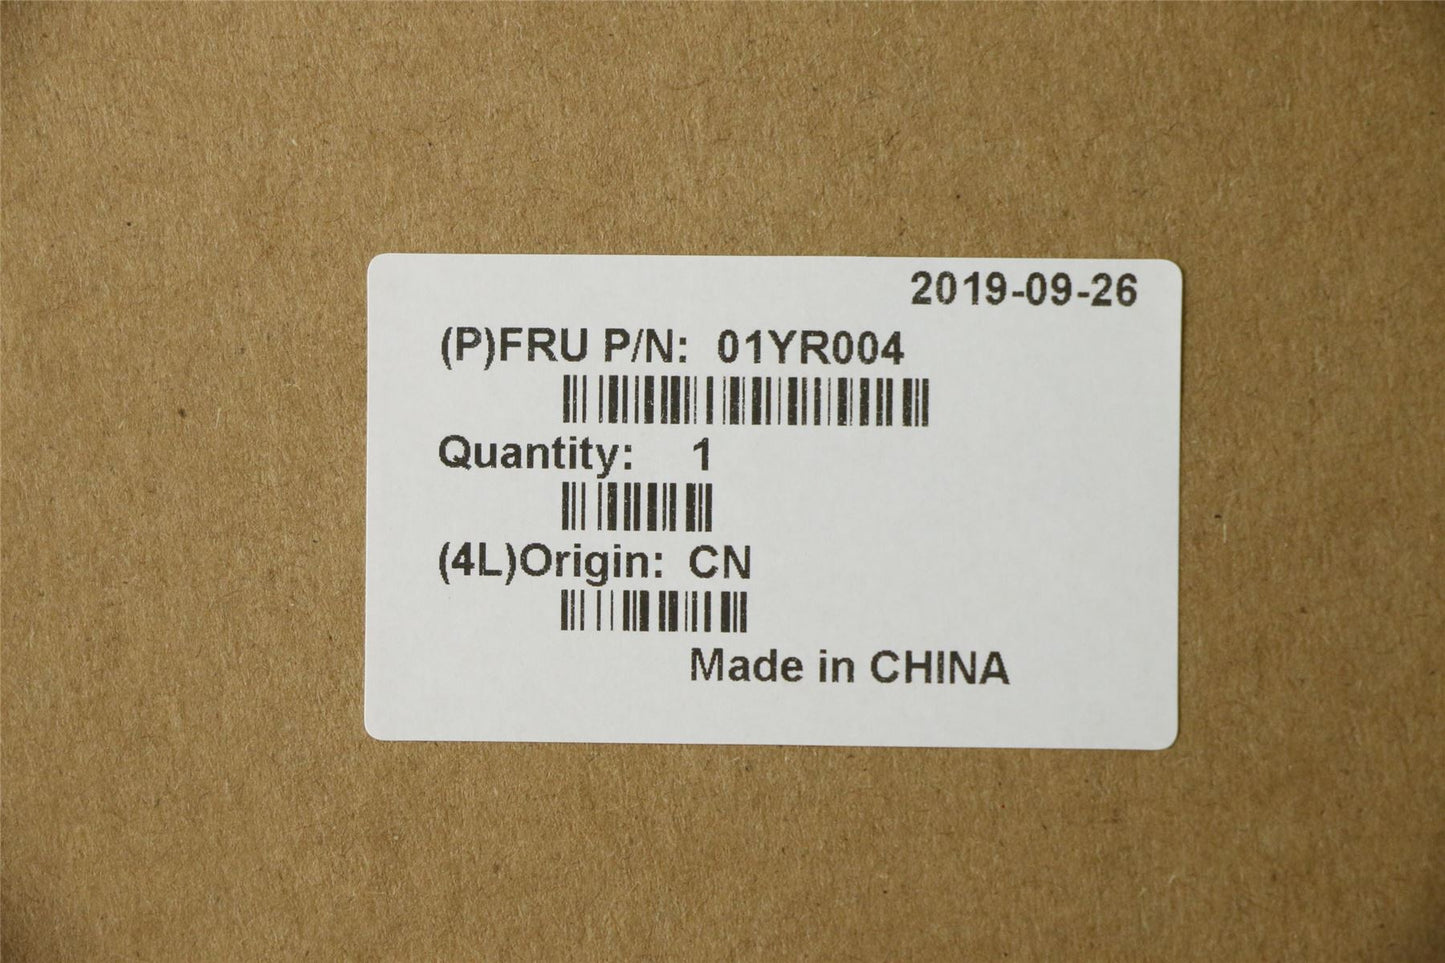 2019-09-26
(P)FRU P/N: 01YR004
Quantity: 1
(4L)Origin: CN
Made in CHINA